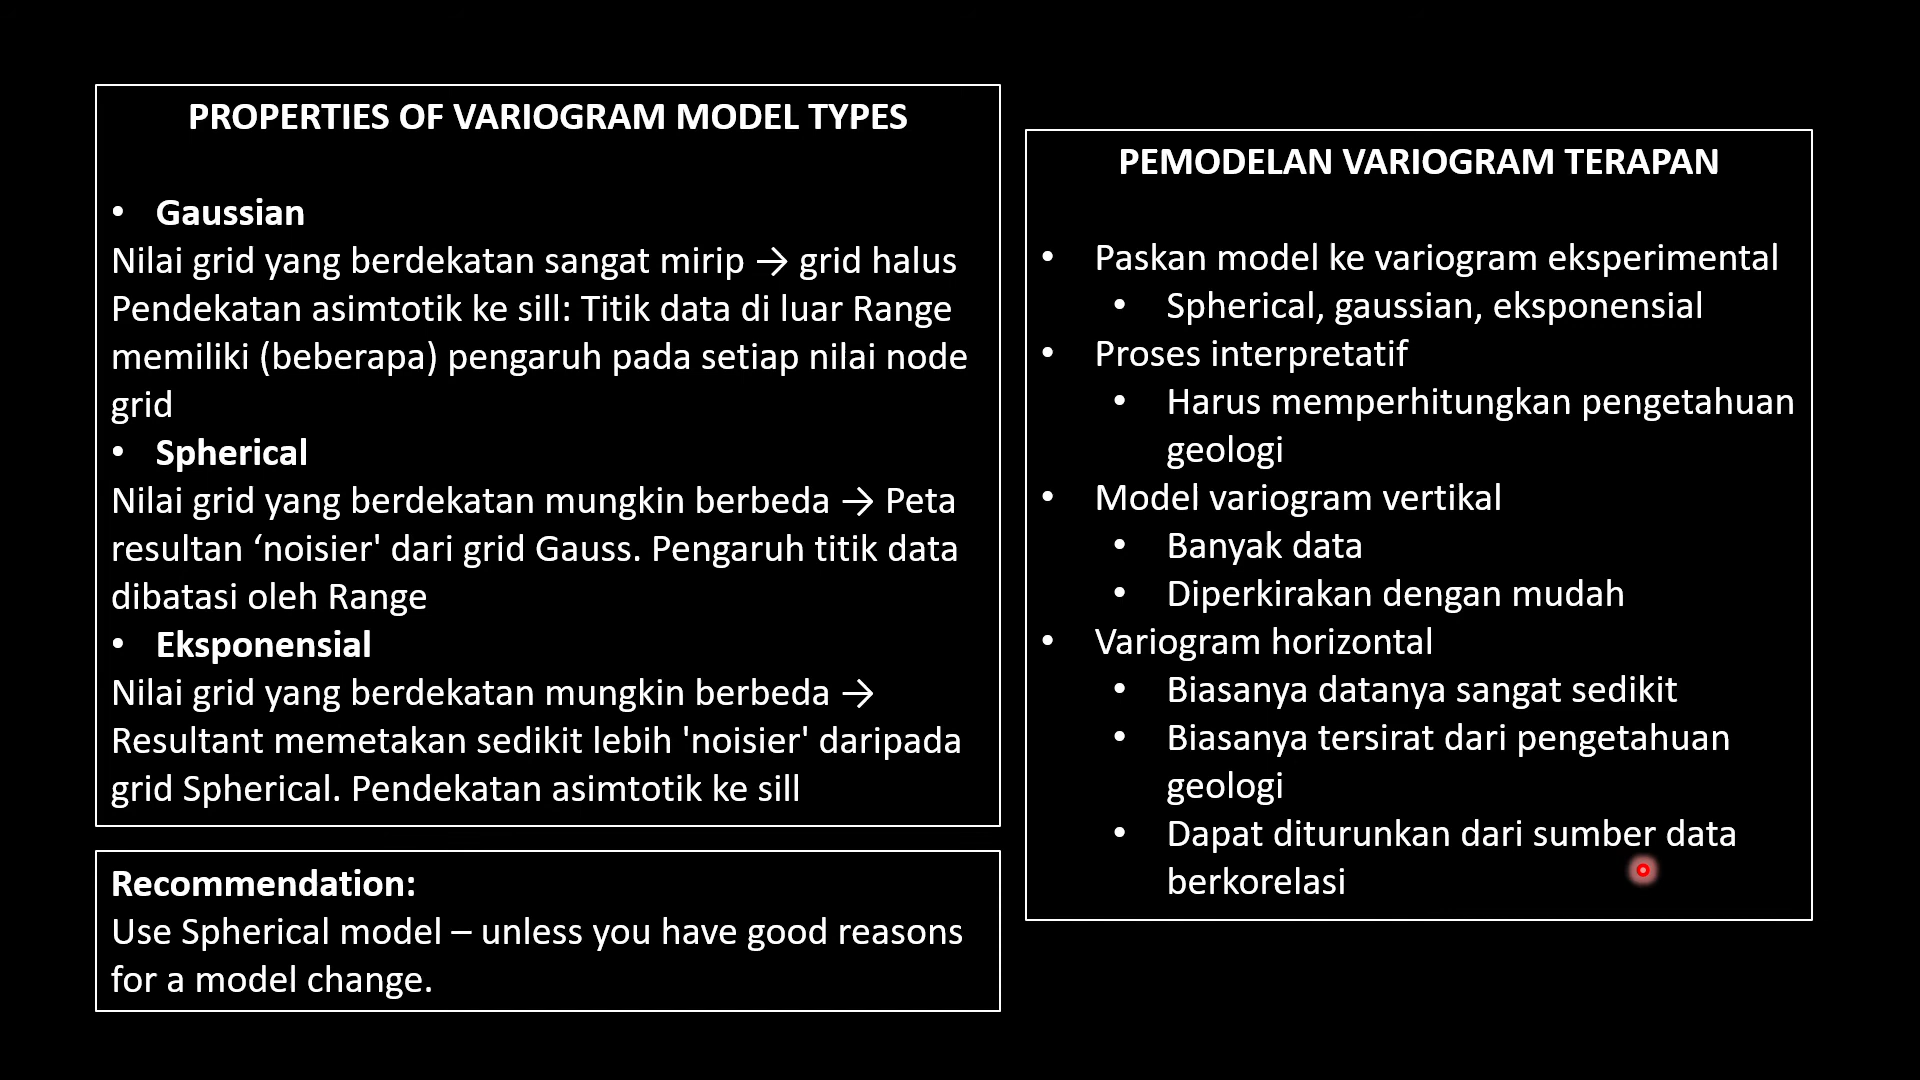 PROPERTIES OF VARIOGRAM MODEL TYPES
• Gaussian
Nilai grid yang berdekatan sangat mirip → grid halus
Pendekatan asimtotik ke sill: Titik data di luar Range
memiliki (beberapa) pengaruh pada setiap nilai node
grid
• Spherical
Nilai grid yang berdekatan mungkin berbeda → Peta
resultan ‘noisier' dari grid Gauss. Pengaruh titik data
dibatasi oleh Range
• Eksponensial
Nilai grid yang berdekatan mungkin berbeda →
Resultant memetakan sedikit lebih 'noisier' daripada
grid Spherical. Pendekatan asimtotik ke sill
Recommendation:
Use Spherical model – unless you have good reasons
for a model change.
PEMODELAN VARIOGRAM TERAPAN
• Paskan model ke variogram eksperimental
• Spherical, gaussian, eksponensial
• Proses interpretatif
• Harus memperhitungkan pengetahuan
geologi
• Model variogram vertikal
• Banyak data
• Diperkirakan dengan mudah
• Variogram horizontal
• Biasanya datanya sangat sedikit
• Biasanya tersirat dari pengetahuan
geologi
• Dapat diturunkan dari sumber data
berkorelasi